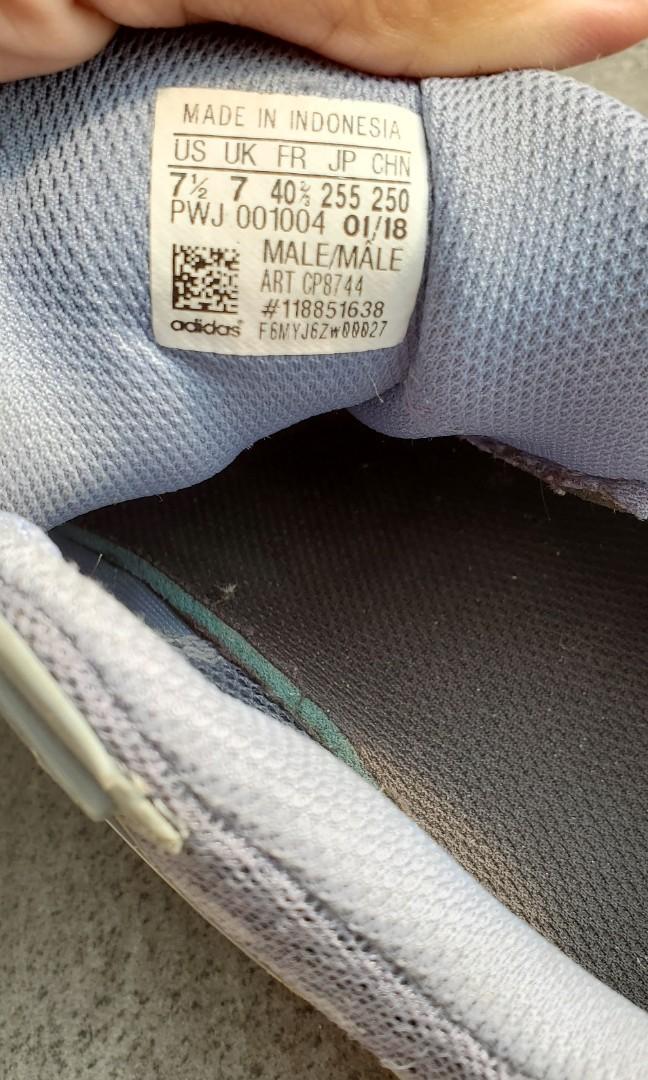 MADE IN INDONESIA
US UK FR JP CHN
7½ 7 40⅔ 255 250
PWJ 001004 01/18
MALE/MÂLE
ART CP8744
#118851638
adidas® F6MYJ6Zw00027